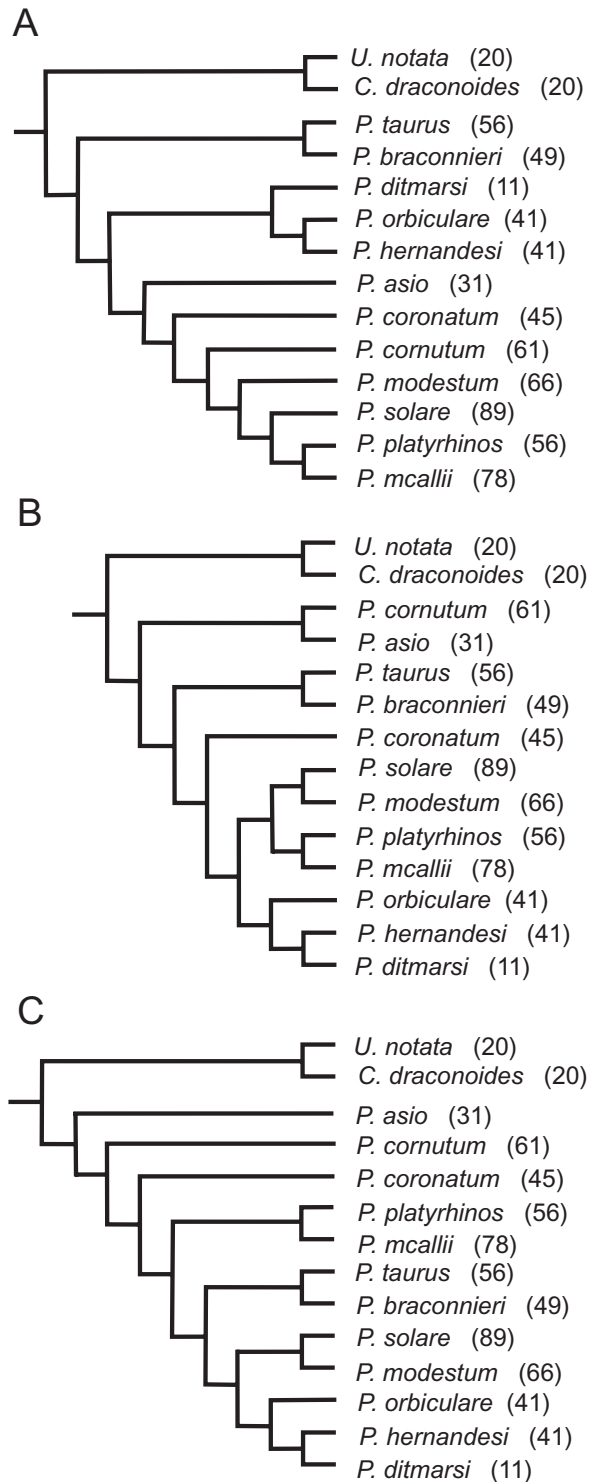 A
U. notata (20)
C. draconoides (20)
P. taurus (56)
P. braconnieri (49)
P. ditmarsi (11)
P. orbiculare (41)
P. hernandesi (41)
P. asio (31)
P. coronatum (45)
P. cornutum (61)
P. modestum (66)
P. solare (89)
P. platyrhinos (56)
P. mcallii (78)
B
U. notata (20)
C. draconoides (20)
P. cornutum (61)
P. asio (31)
P. taurus (56)
P. braconnieri (49)
P. coronatum (45)
P. solare (89)
P. modestum (66)
P. platyrhinos (56)
P. mcallii (78)
P. orbiculare (41)
P. hernandesi (41)
P. ditmarsi (11)
C
U. notata (20)
C. draconoides (20)
P. asio (31)
P. cornutum (61)
P. coronatum (45)
P. platyrhinos (56)
P. mcallii (78)
P. taurus (56)
P. braconnieri (49)
P. solare (89)
P. modestum (66)
P. orbiculare (41)
P. hernandesi (41)
P. ditmarsi (11)